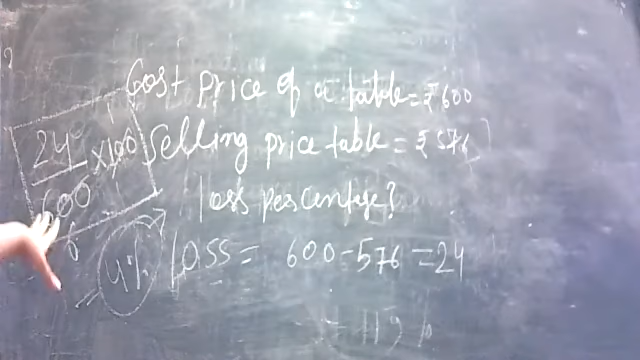 Cost Price of a table = ₹ 600
Selling price table = ₹ 576
loss percentage?
loss = 600 - 576 = 24
24
600
× 100
6
4%